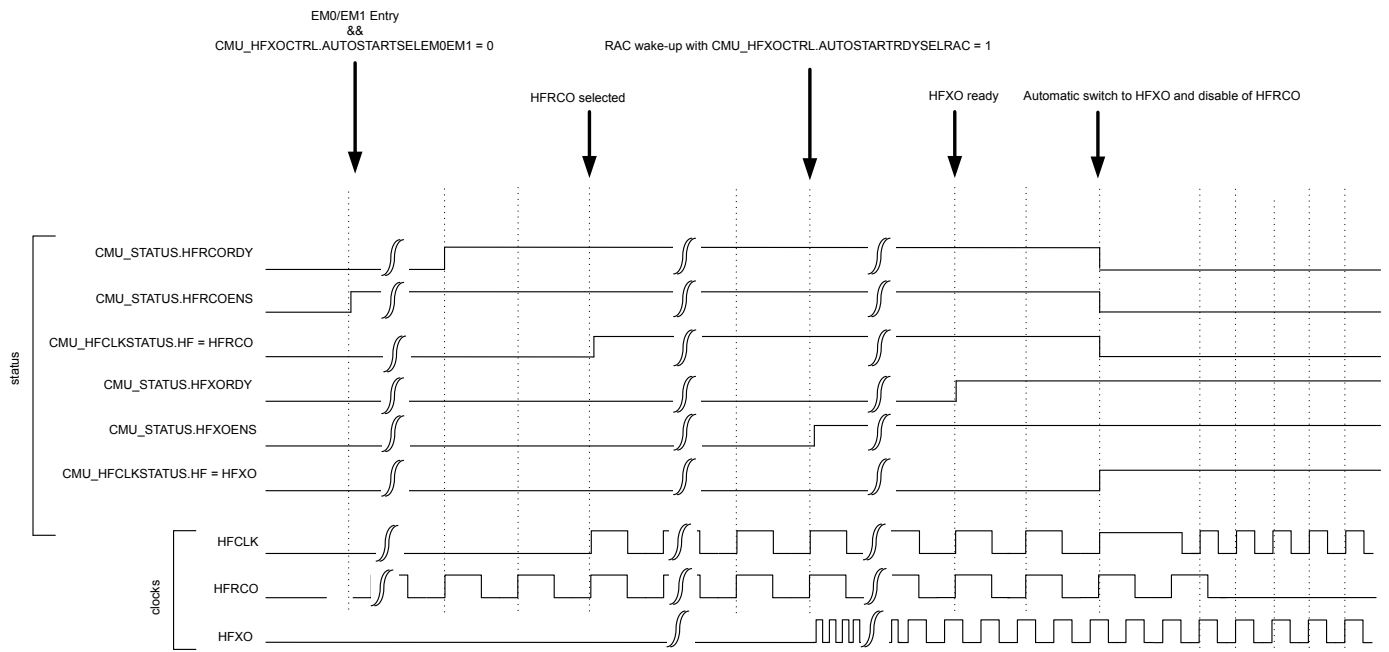 EM0/EM1 Entry
&&
CMU_HFXOCTRL.AUTOSTARTSELEM0EM1 = 0
RAC wake-up with CMU_HFXOCTRL.AUTOSTARTRDYSELRAC = 1
HFRCO selected
HFXO ready
Automatic switch to HFXO and disable of HFRCO
status
CMU_STATUS.HFRCORDY
CMU_STATUS.HFRCOENS
CMU_HFCLKSTATUS.HF = HFRCO
CMU_STATUS.HFXORDY
CMU_STATUS.HFXOENS
CMU_HFCLKSTATUS.HF = HFXO
clocks
HFCLK
HFRCO
HFXO